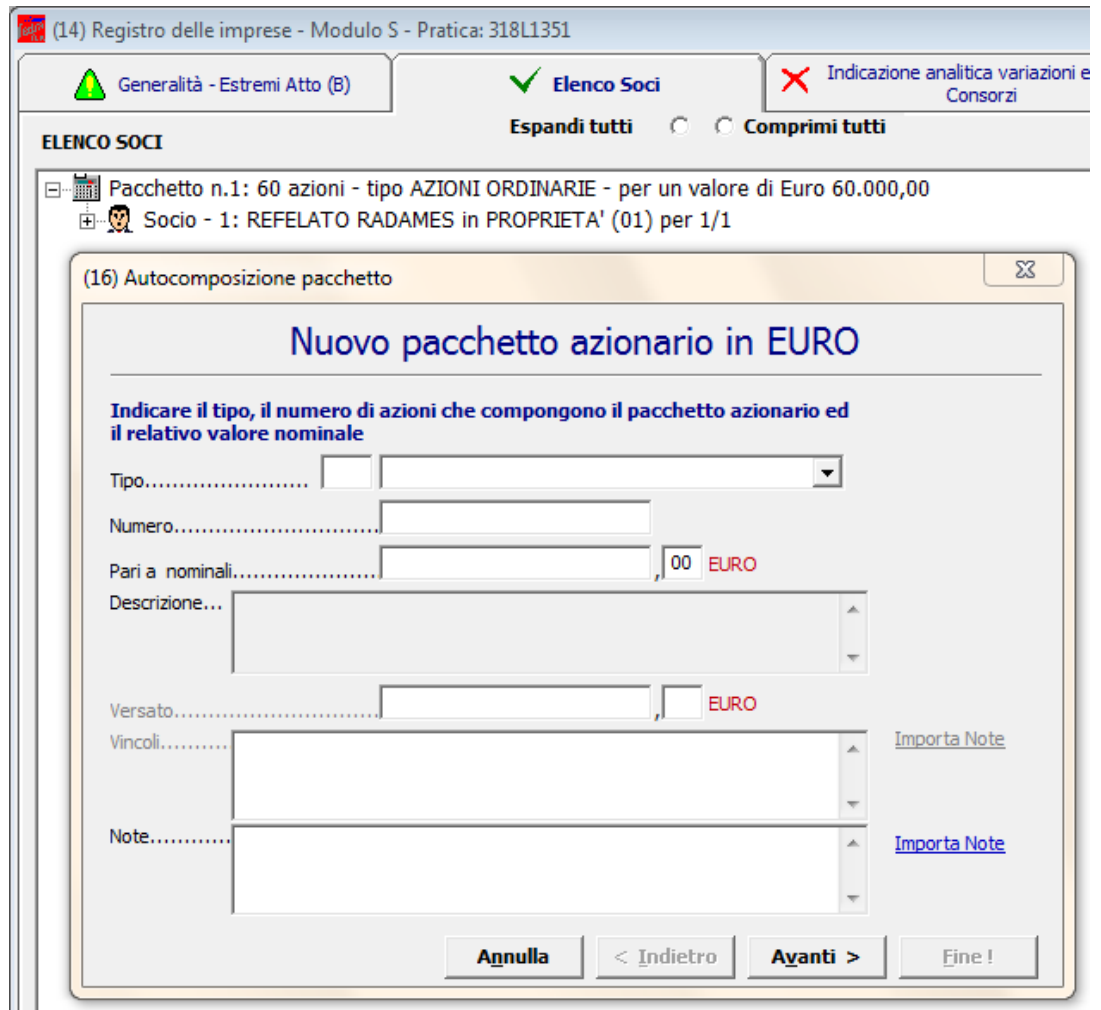 (14) Registro delle imprese - Modulo S - Pratica: 318L1351
Generalità - Estremi Atto (B)
Elenco Soci
Indicazione analitica variazioni e
Consorzi
ELENCO SOCI
Espandi tutti
Comprimi tutti
Pacchetto n.1: 60 azioni - tipo AZIONI ORDINARIE - per un valore di Euro 60.000,00
Socio - 1: REFELATO RADAMES in PROPRIETA' (01) per 1/1
(16) Autocomposizione pacchetto
Nuovo pacchetto azionario in EURO
Indicare il tipo, il numero di azioni che compongono il pacchetto azionario ed
il relativo valore nominale
Tipo........................
Numero..............................
Pari a nominali..................... , 00 EURO
Descrizione...
Versato.............................. , EURO
Vincoli.......... Importa Note
Note............ Importa Note
Annulla < Indietro Avanti > Fine !